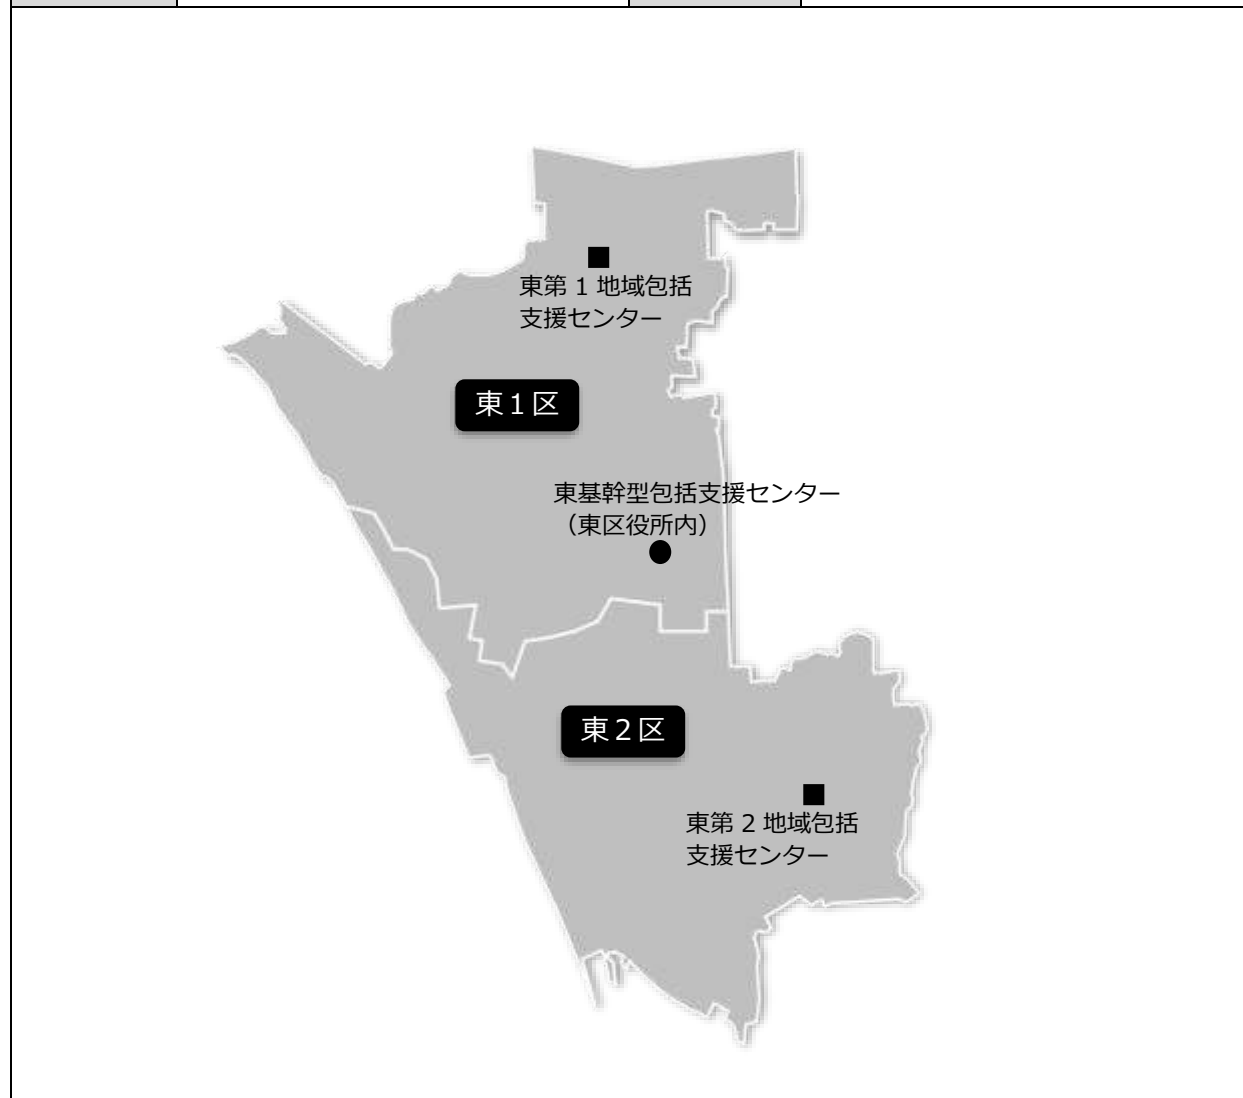 東第 1 地域包括
支援センター
東１区
東基幹型包括支援センター
（東区役所内）
東２区
東第 2 地域包括
支援センター